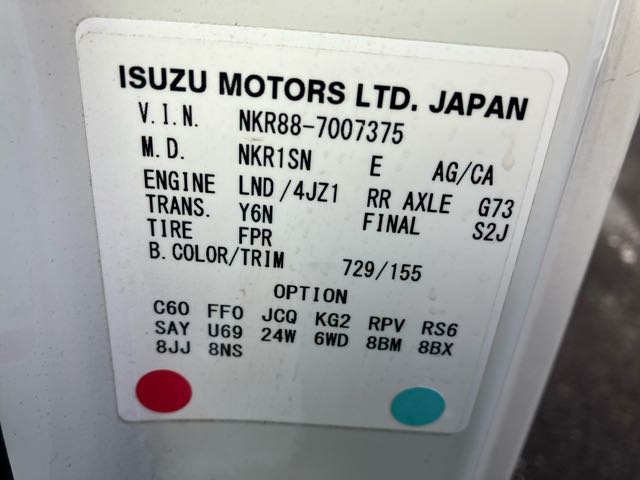 ISUZU MOTORS LTD. JAPAN
V.I.N. NKR88-7007375
M.D. NKR1SN E AG/CA
ENGINE LND/4JZ1 RR AXLE G73
TRANS. Y6N FINAL S2J
TIRE FPR
B.COLOR/TRIM 729/155
OPTION
C60 FF0 JCQ KG2 RPV RS6
SAY U69 24W 6WD 8BM 8BX
8JJ 8NS